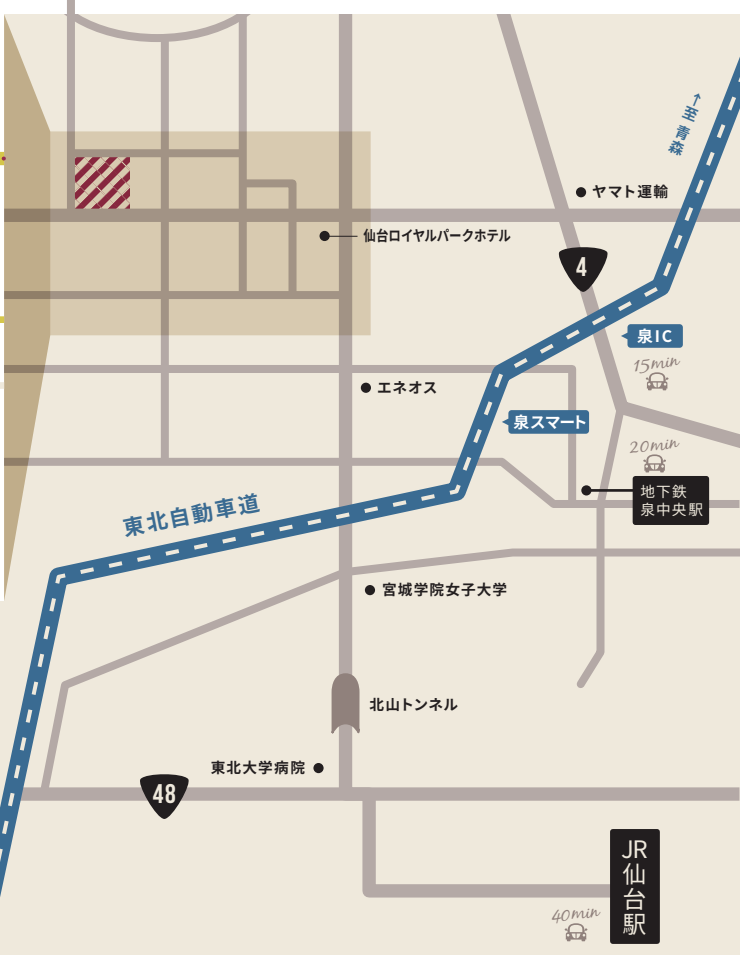 ↑至 青森
ヤマト運輸
仙台ロイヤルパークホテル
4
泉IC
15min
エネオス
泉スマート
20min
地下鉄
泉中央駅
東北自動車道
宮城学院女子大学
北山トンネル
東北大学病院
48
JR仙台駅
40min